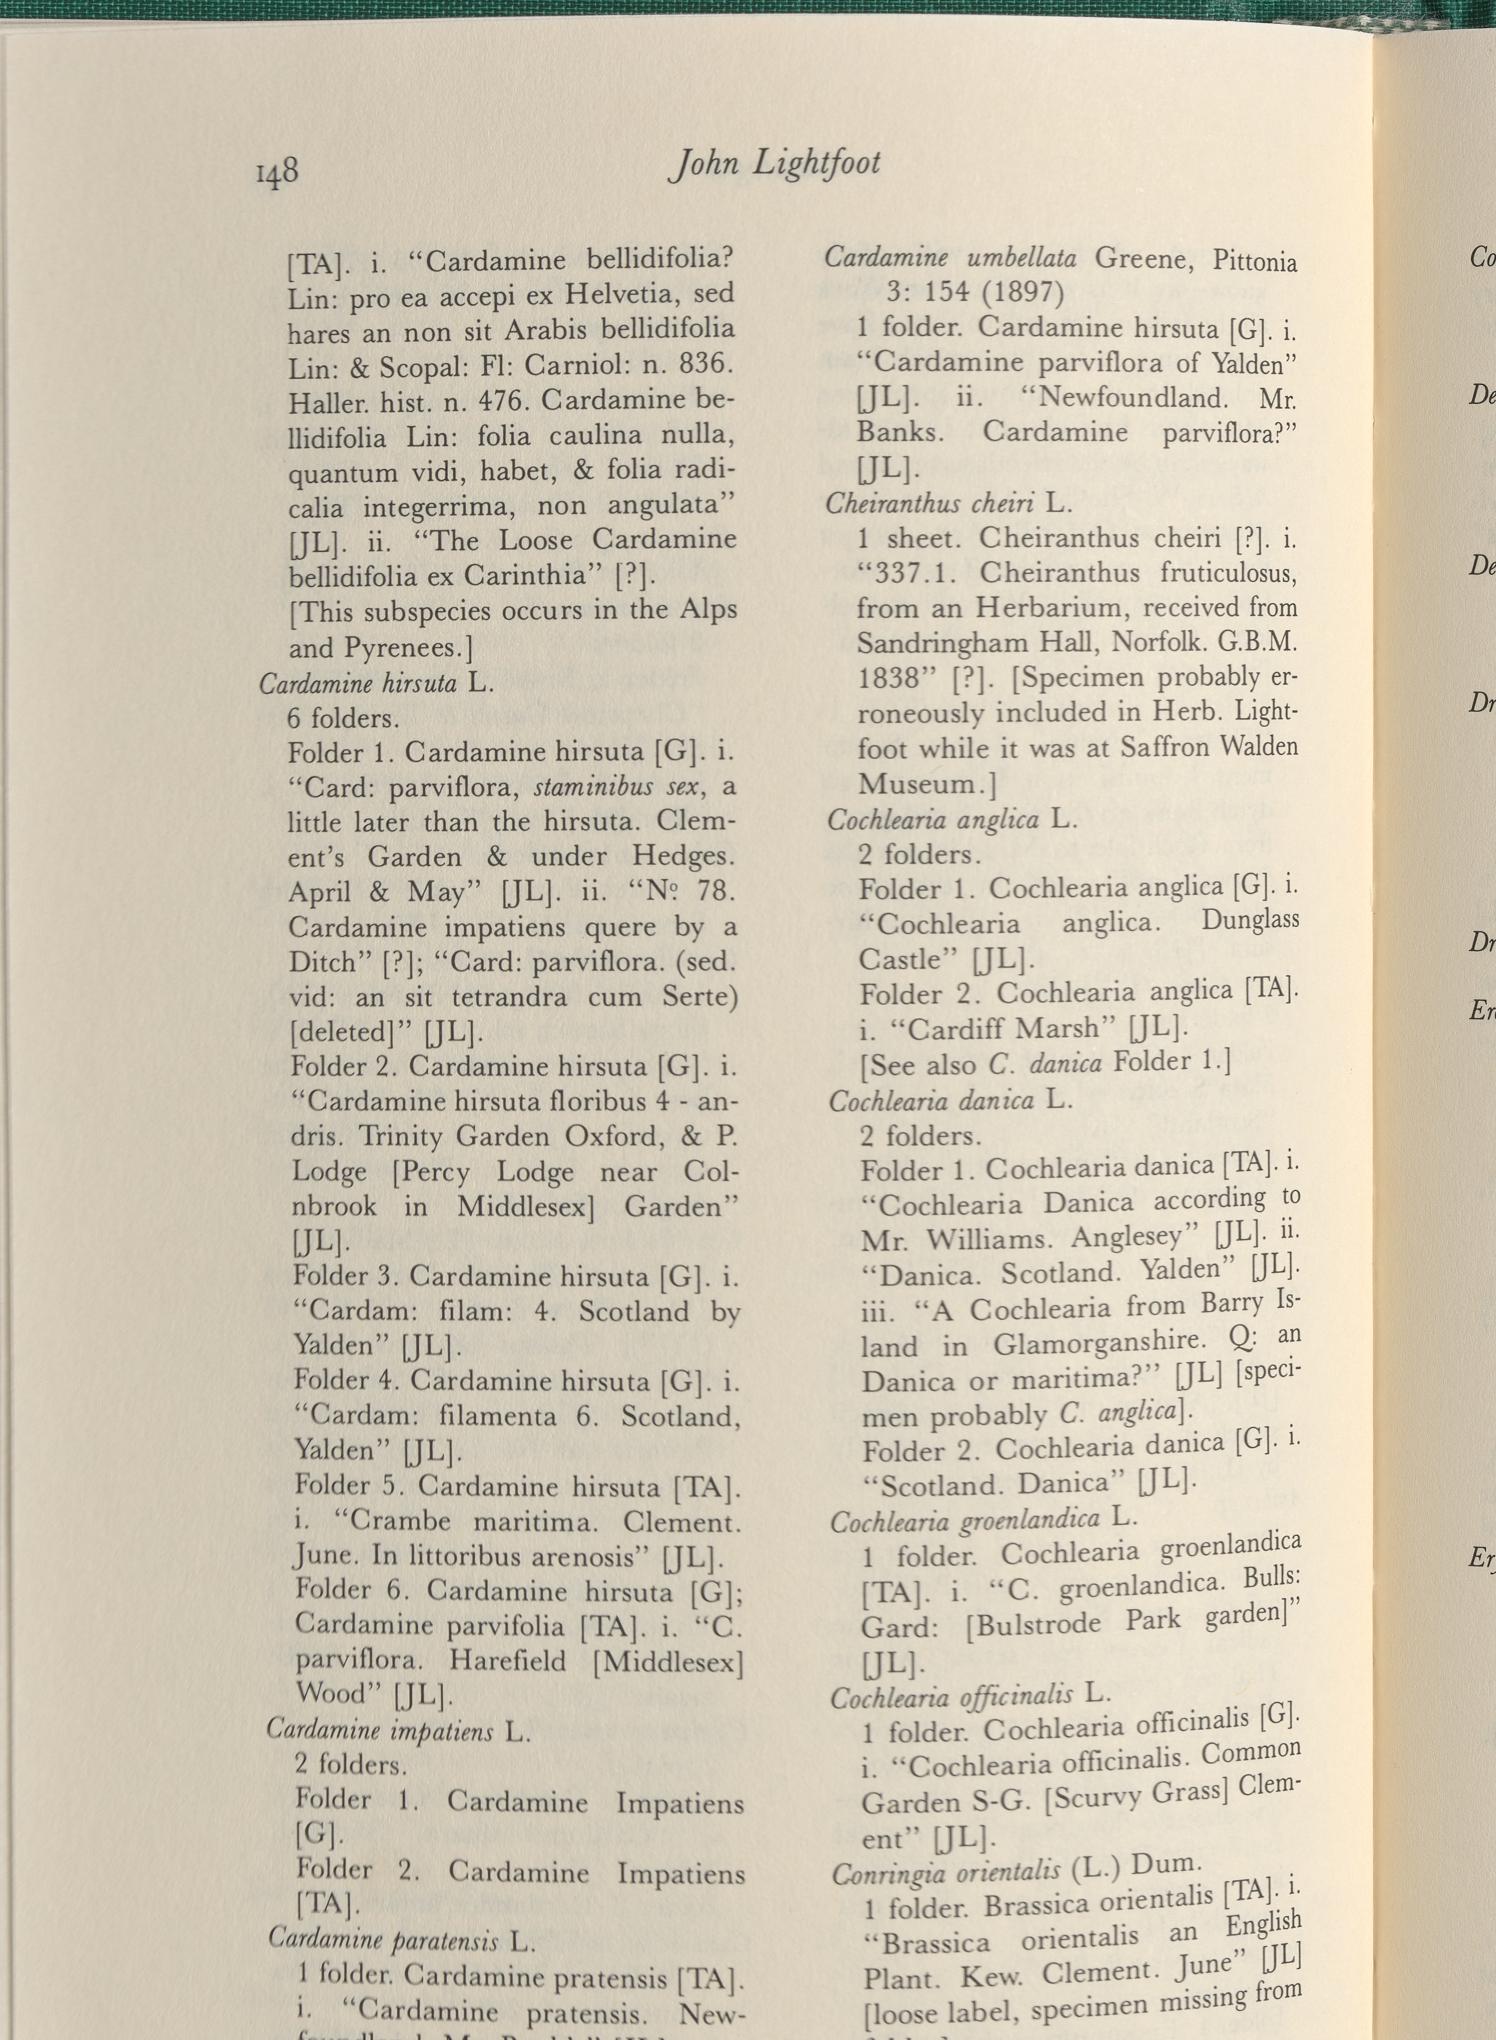 148
John Lightfoot
[TA]. i. “Cardamine bellidifolia?
Lin: pro ea accepi ex Helvetia, sed
hares an non sit Arabis bellidifolia
Lin: & Scopal: Fl: Carniol: n. 836.
Haller. hist. n. 476. Cardamine be-
llidifolia Lin: folia caulina nulla,
quantum vidi, habet, & folia radi-
calia integerrima, non angulata”
[JL]. ii. “The Loose Cardamine
bellidifolia ex Carinthia” [?].
[This subspecies occurs in the Alps
and Pyrenees.]
Cardamine hirsuta L.
6 folders.
Folder 1. Cardamine hirsuta [G]. i.
“Card: parviflora, staminibus sex, a
little later than the hirsuta. Clem-
ent’s Garden & under Hedges.
April & May” [JL]. ii. “Nº 78.
Cardamine impatiens quere by a
Ditch” [?]; “Card: parviflora. (sed.
vid: an sit tetrandra cum Serte)
[deleted]” [JL].
Folder 2. Cardamine hirsuta [G]. i.
“Cardamine hirsuta floribus 4 - an-
dris. Trinity Garden Oxford, & P.
Lodge [Percy Lodge near Col-
nbrook in Middlesex] Garden”
[JL].
Folder 3. Cardamine hirsuta [G]. i.
“Cardam: filam: 4. Scotland by
Yalden” [JL].
Folder 4. Cardamine hirsuta [G]. i.
“Cardam: filamenta 6. Scotland,
Yalden” [JL].
Folder 5. Cardamine hirsuta [TA].
i. “Crambe maritima. Clement.
June. In littoribus arenosis” [JL].
Folder 6. Cardamine hirsuta [G];
Cardamine parvifolia [TA]. i. “C.
parviflora. Harefield [Middlesex]
Wood” [JL].
Cardamine impatiens L.
2 folders.
Folder 1. Cardamine Impatiens
[G].
Folder 2. Cardamine Impatiens
[TA].
Cardamine paratensis L.
1 folder. Cardamine pratensis [TA].
i. “Cardamine pratensis. New-
Cardamine umbellata Greene, Pittonia
3: 154 (1897)
1 folder. Cardamine hirsuta [G]. i.
“Cardamine parviflora of Yalden”
[JL]. ii. “Newfoundland. Mr.
Banks. Cardamine parviflora?”
[JL].
Cheiranthus cheiri L.
1 sheet. Cheiranthus cheiri [?]. i.
“337.1. Cheiranthus fruticulosus,
from an Herbarium, received from
Sandringham Hall, Norfolk. G.B.M.
1838” [?]. [Specimen probably er-
roneously included in Herb. Light-
foot while it was at Saffron Walden
Museum.]
Cochlearia anglica L.
2 folders.
Folder 1. Cochlearia anglica [G]. i.
“Cochlearia anglica. Dunglass
Castle” [JL].
Folder 2. Cochlearia anglica [TA].
i. “Cardiff Marsh” [JL].
[See also C. danica Folder 1.]
Cochlearia danica L.
2 folders.
Folder 1. Cochlearia danica [TA]. i.
“Cochlearia Danica according to
Mr. Williams. Anglesey” [JL]. ii.
“Danica. Scotland. Yalden” [JL].
iii. “A Cochlearia from Barry Is-
land in Glamorganshire. Q: an
Danica or maritima?” [JL] [speci-
men probably C. anglica].
Folder 2. Cochlearia danica [G]. i.
“Scotland. Danica” [JL].
Cochlearia groenlandica L.
1 folder. Cochlearia groenlandica
[TA]. i. “C. groenlandica. Bulls:
Gard: [Bulstrode Park garden]”
[JL].
Cochlearia officinalis L.
1 folder. Cochlearia officinalis [G].
i. “Cochlearia officinalis. Common
Garden S-G. [Scurvy Grass] Clem-
ent” [JL].
Conringia orientalis (L.) Dum.
1 folder. Brassica orientalis [TA]. i.
“Brassica orientalis an English
Plant. Kew. Clement. June” [JL]
[loose label, specimen missing from
Co
De
De
Dr
Dr
Er